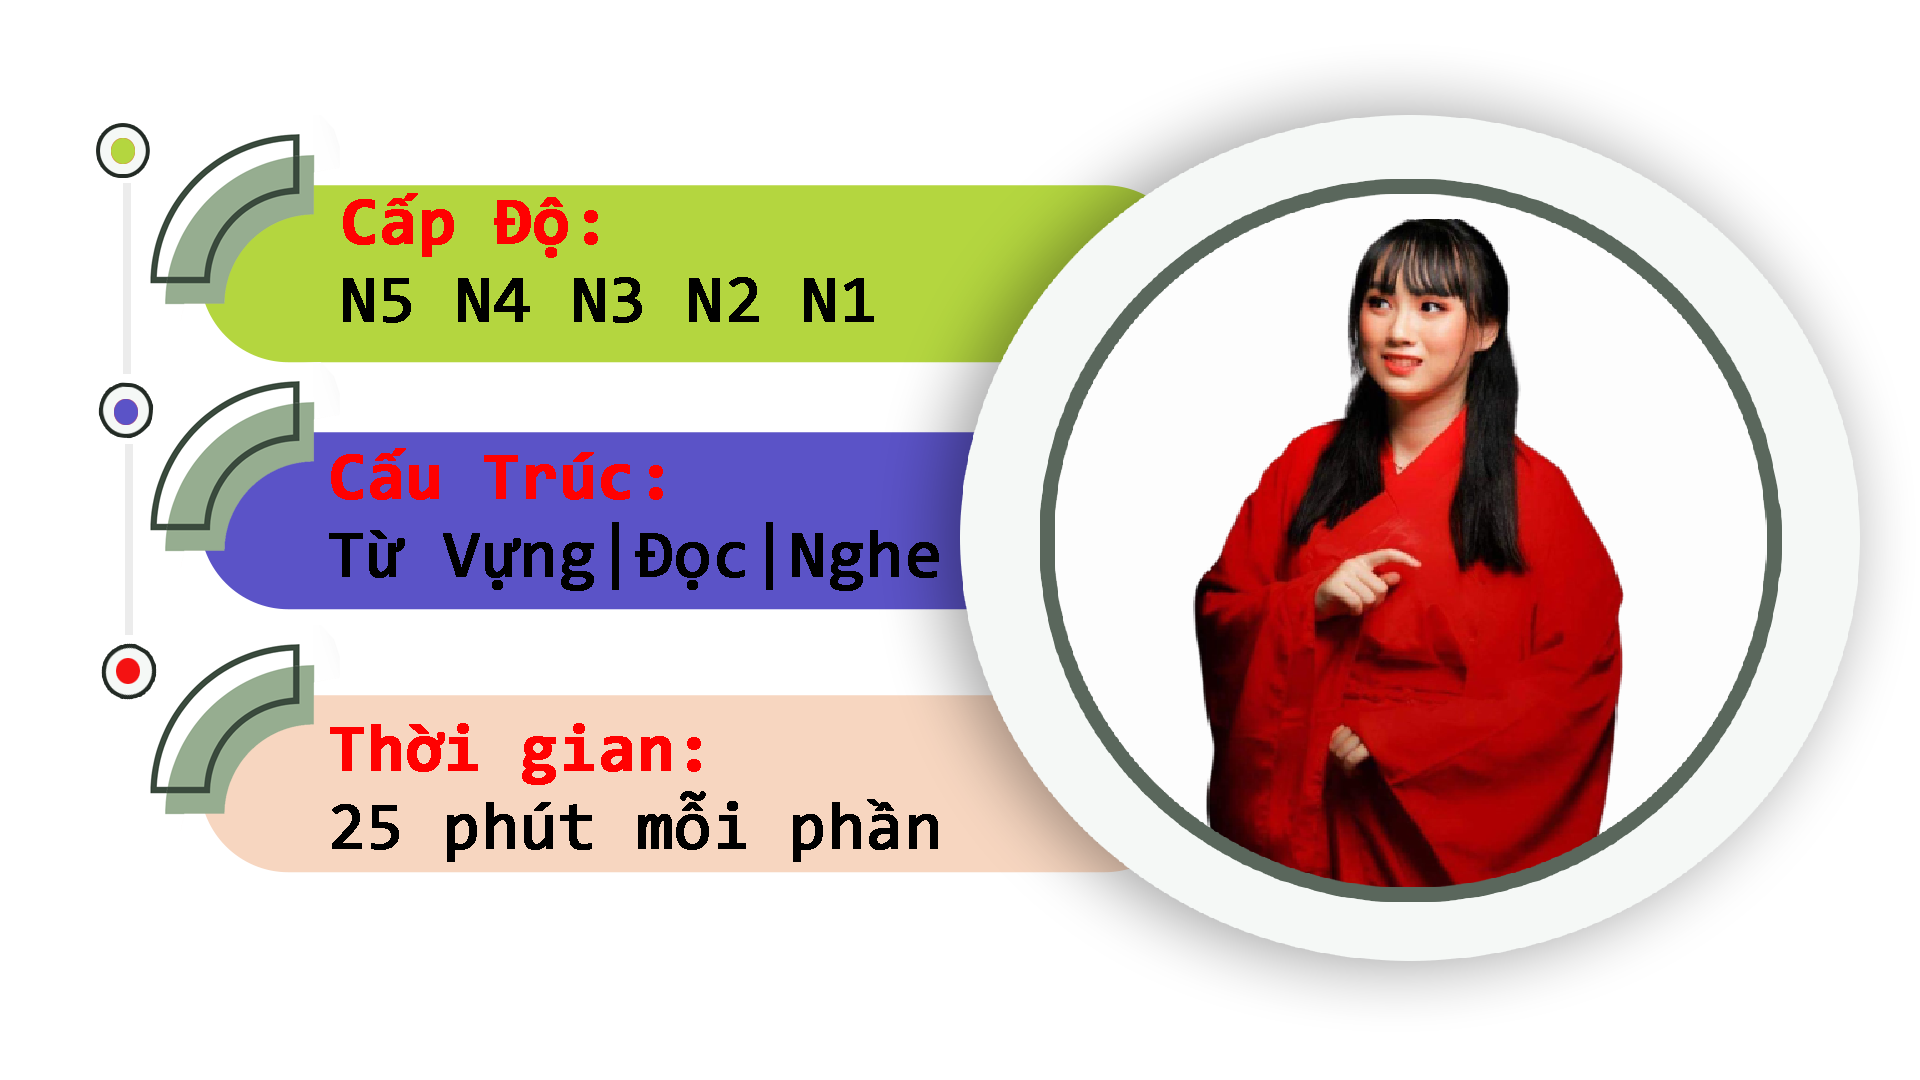 Cấp Độ:
N5 N4 N3 N2 N1
Cấu Trúc:
Từ Vựng|Đọc|Nghe
Thời gian:
25 phút mỗi phần